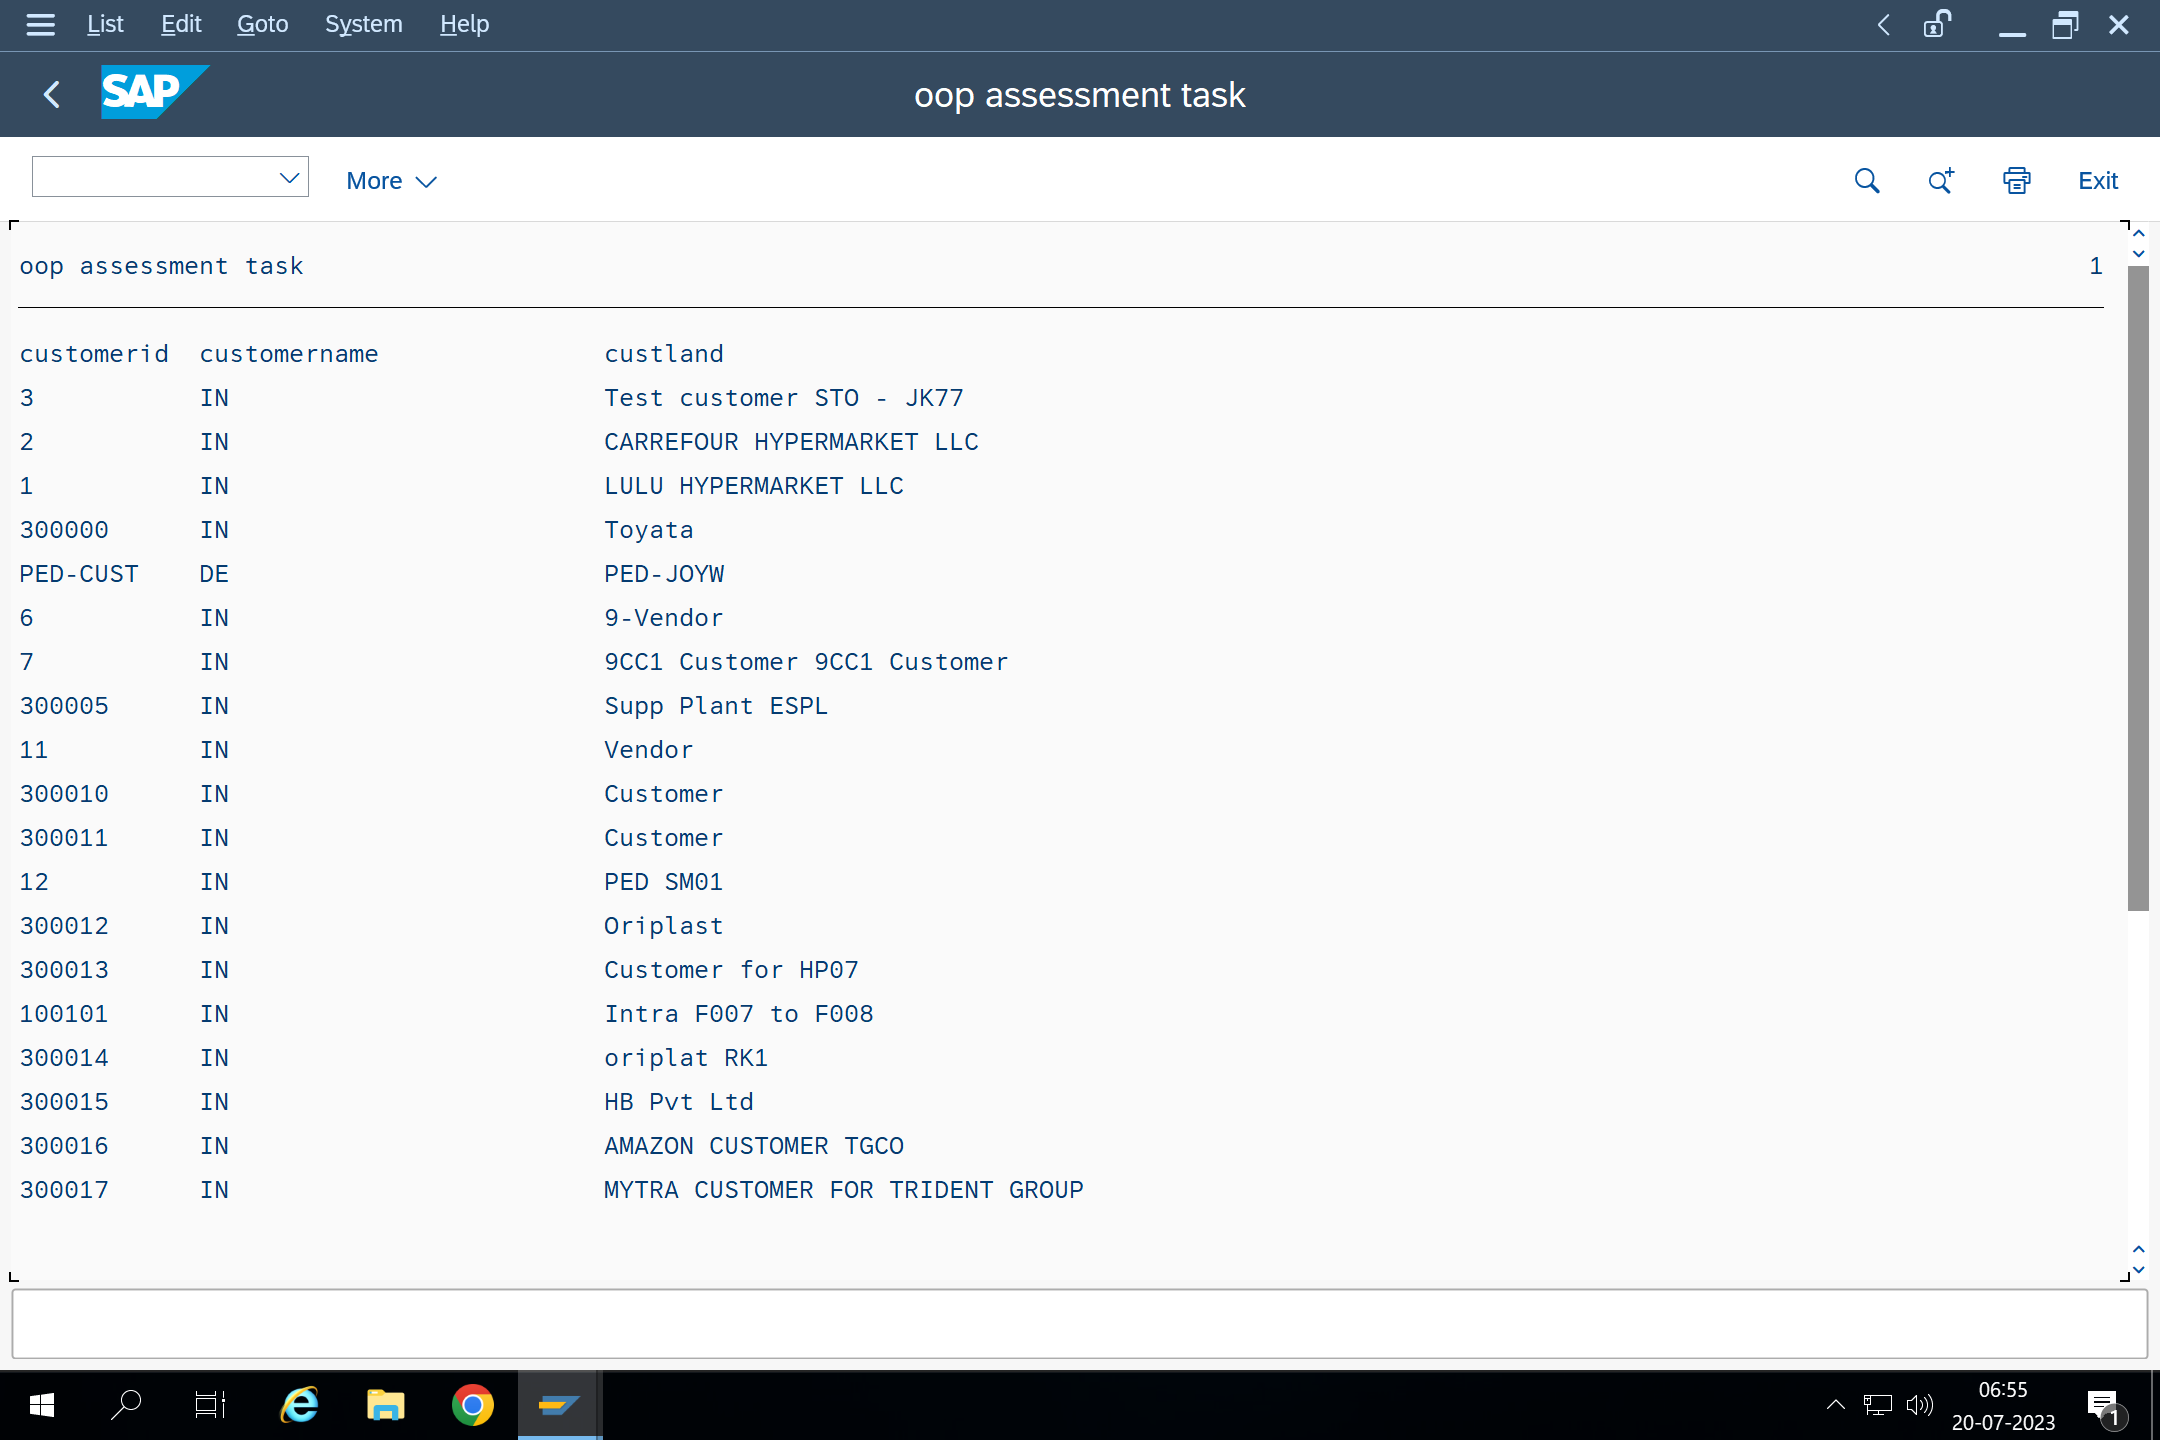 List Edit Goto System Help
SAP oop assessment task
More Exit
oop assessment task 1
customerid customername custland
3 IN Test customer STO - JK77
2 IN CARREFOUR HYPERMARKET LLC
1 IN LULU HYPERMARKET LLC
300000 IN Toyata
PED-CUST DE PED-JOYW
6 IN 9-Vendor
7 IN 9CC1 Customer 9CC1 Customer
300005 IN Supp Plant ESPL
11 IN Vendor
300010 IN Customer
300011 IN Customer
12 IN PED SM01
300012 IN Oriplast
300013 IN Customer for HP07
100101 IN Intra F007 to F008
300014 IN oriplat RK1
300015 IN HB Pvt Ltd
300016 IN AMAZON CUSTOMER TGCO
300017 IN MYTRA CUSTOMER FOR TRIDENT GROUP
06:55
20-07-2023
1